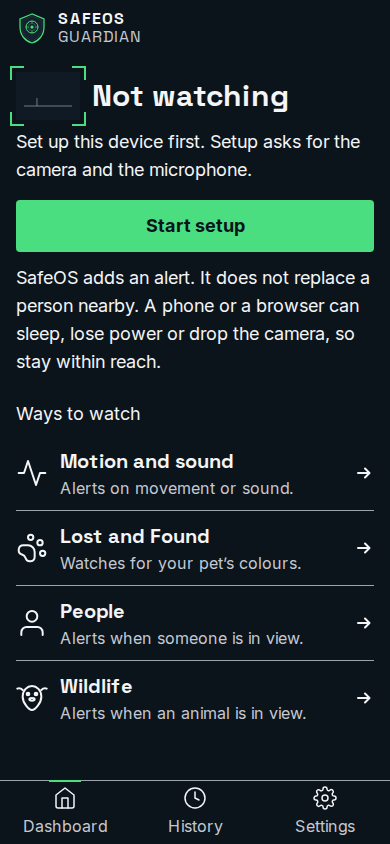 SAFEOS
GUARDIAN
Not watching
Set up this device first. Setup asks for the
camera and the microphone.
Start setup
SafeOS adds an alert. It does not replace a
person nearby. A phone or a browser can
sleep, lose power or drop the camera, so
stay within reach.
Ways to watch
Motion and sound
Alerts on movement or sound.
Lost and Found
Watches for your pet’s colours.
People
Alerts when someone is in view.
Wildlife
Alerts when an animal is in view.
Dashboard
History
Settings